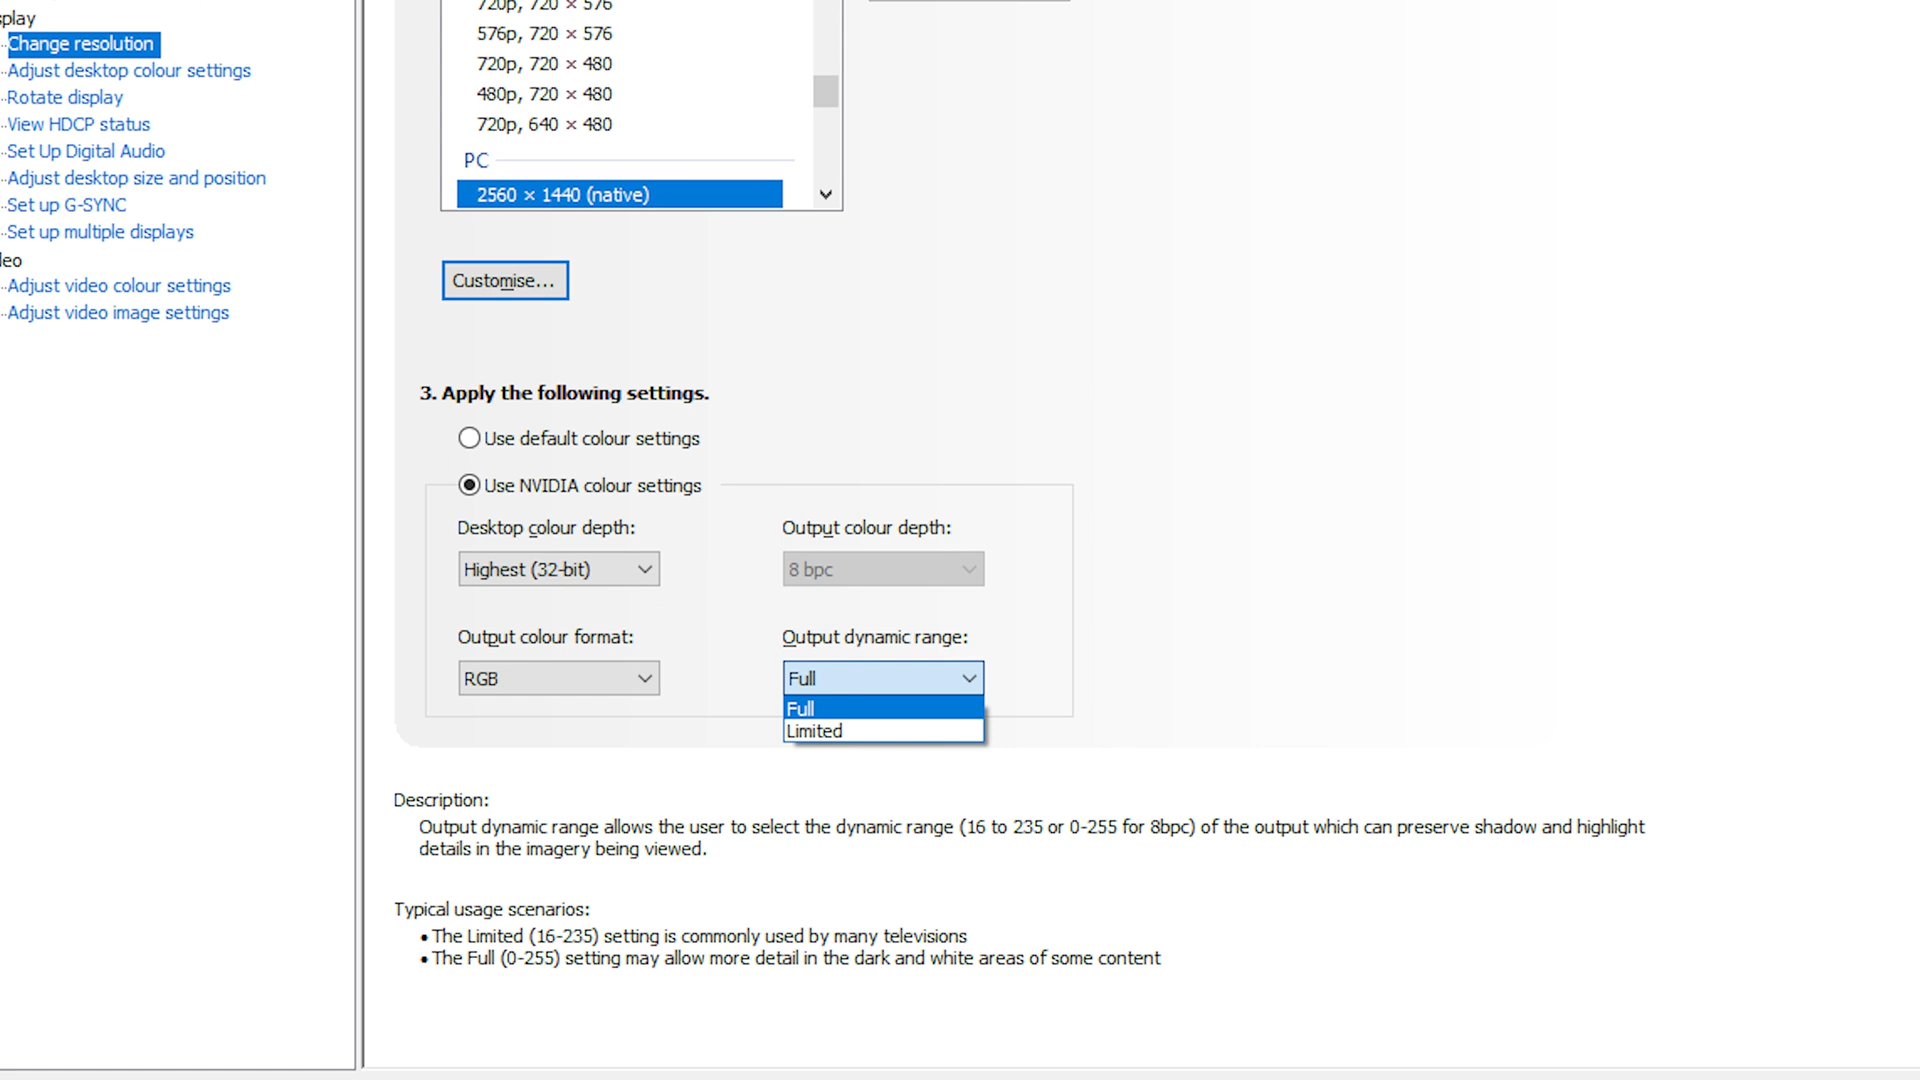 splay
Change resolution
Adjust desktop colour settings
Rotate display
View HDCP status
Set Up Digital Audio
Adjust desktop size and position
Set up G-SYNC
Set up multiple displays
leo
Adjust video colour settings
Adjust video image settings
720p, 720 × 576
576p, 720 × 576
720p, 720 × 480
480p, 720 × 480
720p, 640 × 480
PC
2560 × 1440 (native)
Customise...
3. Apply the following settings.
Use default colour settings
Use NVIDIA colour settings
Desktop colour depth:
Output colour depth:
Highest (32-bit)
8 bpc
Output colour format:
Output dynamic range:
RGB
Full
Full
Limited
Description:
Output dynamic range allows the user to select the dynamic range (16 to 235 or 0-255 for 8bpc) of the output which can preserve shadow and highlight
details in the imagery being viewed.
Typical usage scenarios:
• The Limited (16-235) setting is commonly used by many televisions
• The Full (0-255) setting may allow more detail in the dark and white areas of some content